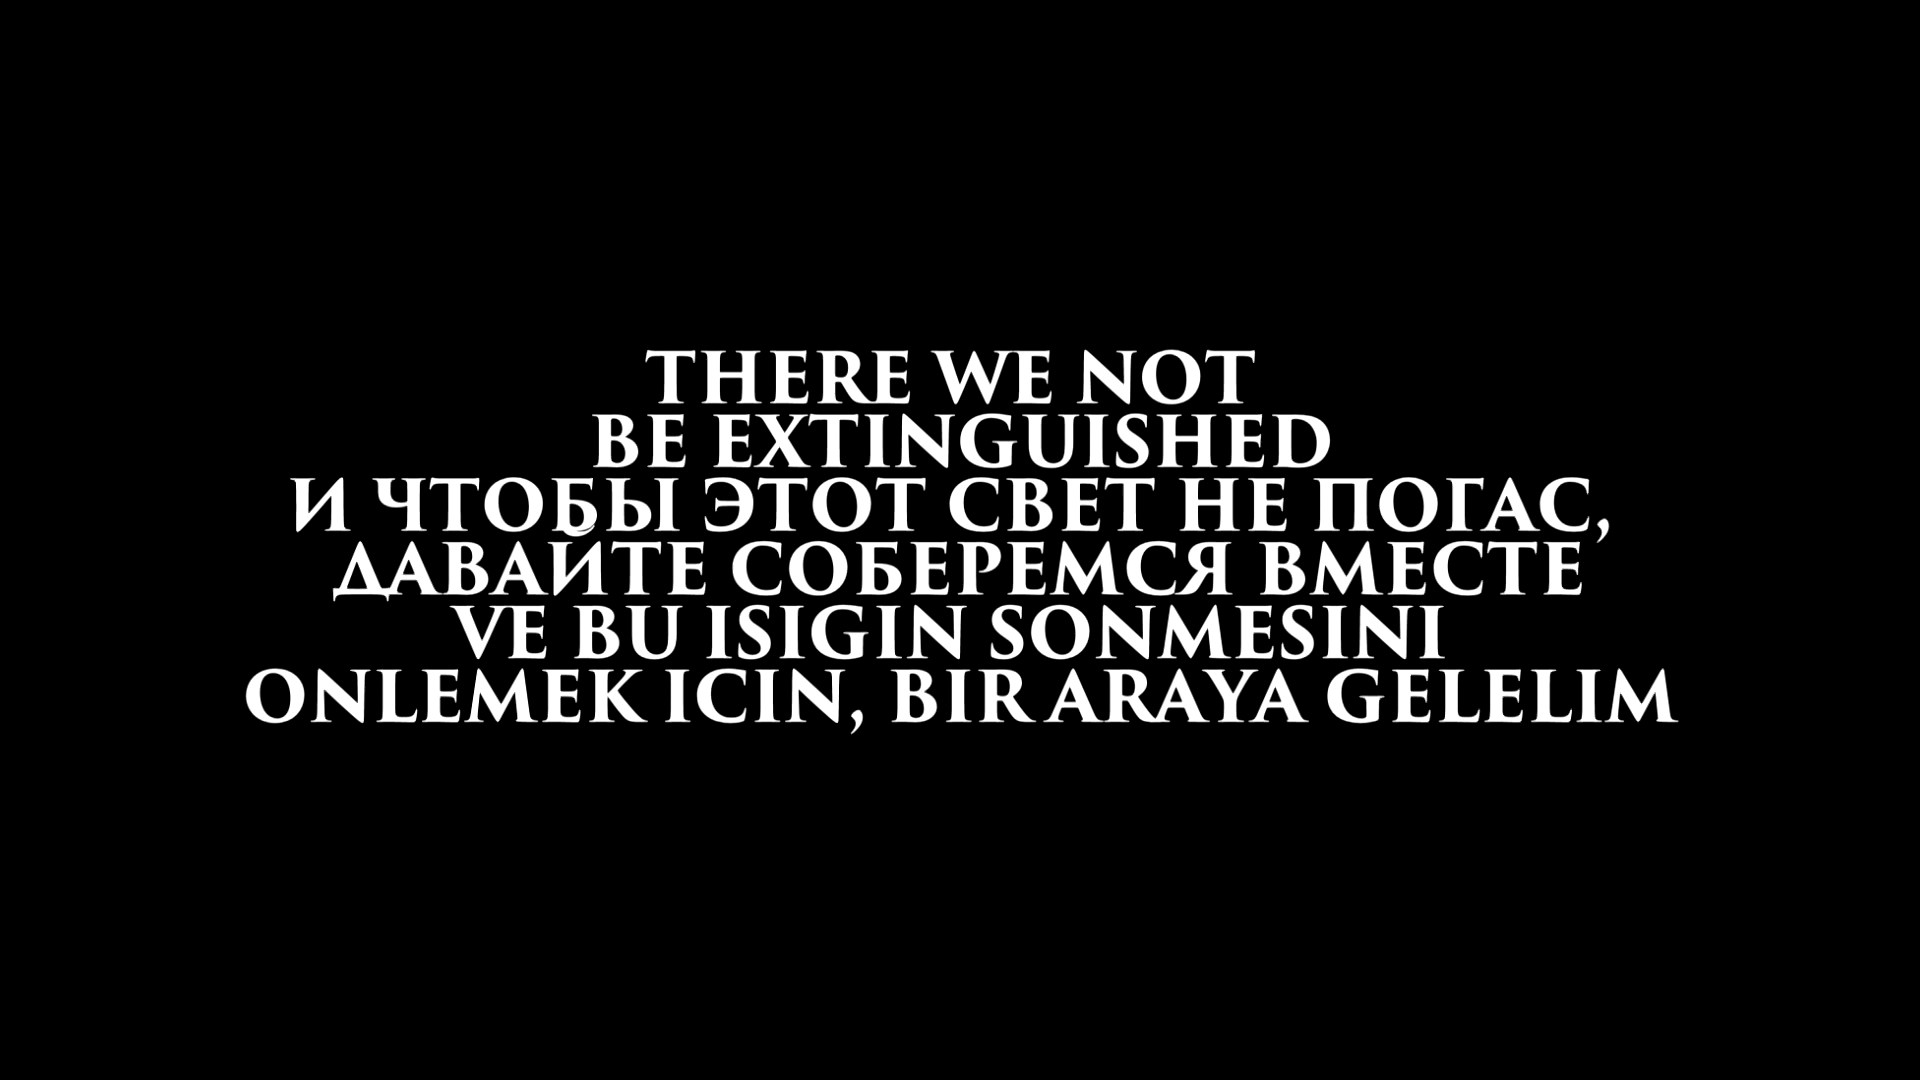 THERE WE NOT
BE EXTINGUISHED
И ЧТОБЫ ЭТОТ СВЕТ НЕ ПОГАС,
ДАВАЙТЕ СОБЕРЕМСЯ ВМЕСТЕ
VE BU ISIGIN SONMESINI
ONLEMEK ICIN, BIR ARAYA GELELIM